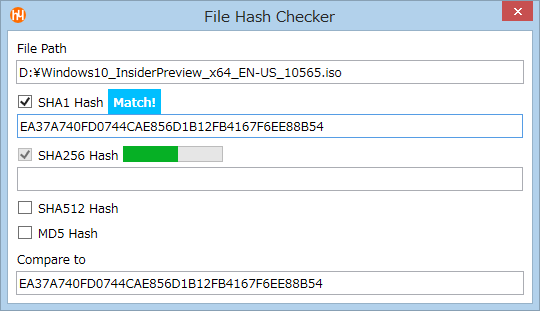 h4 File Hash Checker
File Path
D:¥Windows10_InsiderPreview_x64_EN-US_10565.iso
SHA1 Hash Match!
EA37A740FD0744CAE856D1B12FB4167F6EE88B54
SHA256 Hash
SHA512 Hash
MD5 Hash
Compare to
EA37A740FD0744CAE856D1B12FB4167F6EE88B54